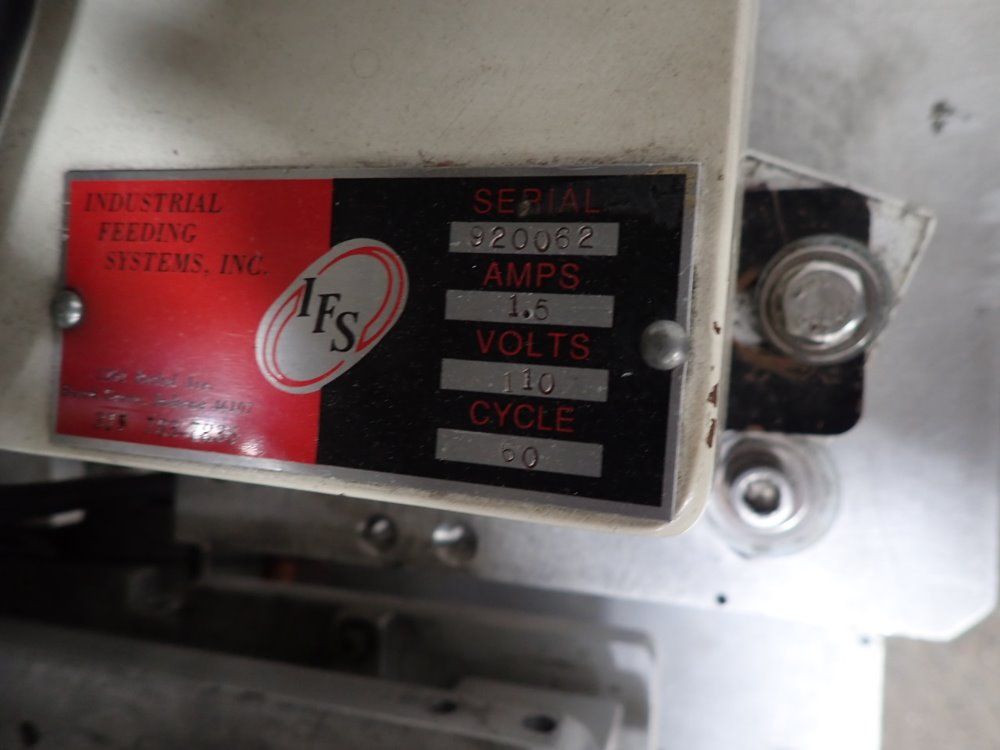 INDUSTRIAL
FEEDING
SYSTEMS, INC.
IFS
SERIAL
920062
AMPS
1.5
VOLTS
110
CYCLE
60